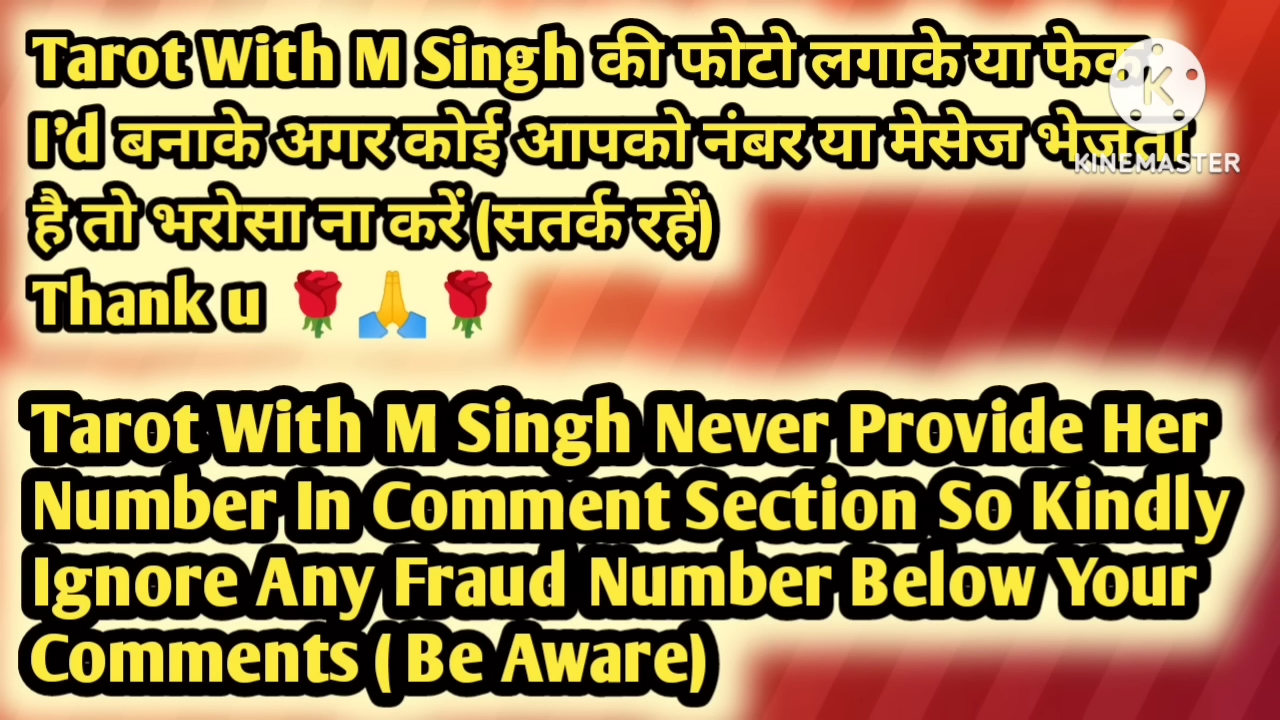 Tarot With M Singh की फोटो लगाके या फेक
I'd बनाके अगर कोई आपको नंबर या मेसेज भेजता
है तो भरोसा ना करें (सतर्क रहें)
Thank u 🌹🙏🌹
Tarot With M Singh Never Provide Her
Number In Comment Section So Kindly
Ignore Any Fraud Number Below Your
Comments ( Be Aware)
K
KINEMASTER